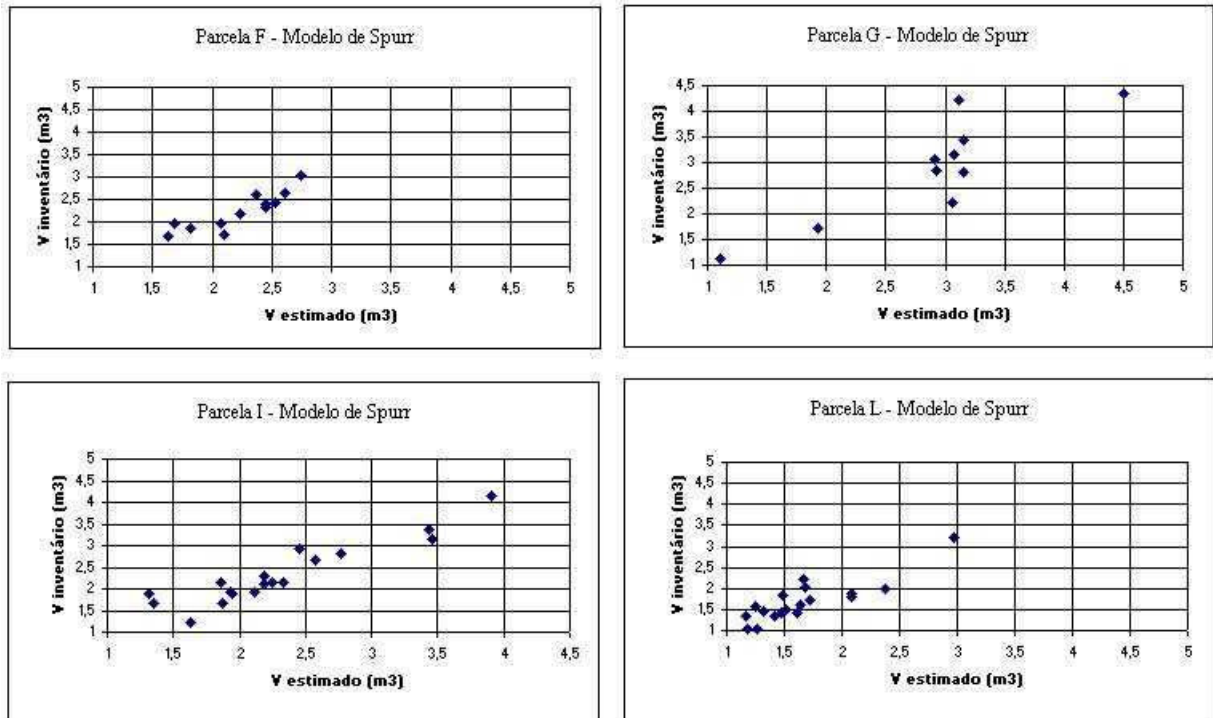 Parcela F - Modelo de Spurr
V inventário (m3)
5
4,5
4
3,5
3
2,5
2
1,5
1
1 1,5 2 2,5 3 3,5 4 4,5 5
V estimado (m3)
Parcela G - Modelo de Spurr
V inventário (m3)
4,5
3,5
2,5
1,5
1
1 1,5 2 2,5 3 3,5 4 4,5 5
V estimado (m3)
Parcela I - Modelo de Spurr
V inventário (m3)
5
4,5
4
3,5
3
2,5
2
1,5
1
1 1,5 2 2,5 3 3,5 4 4,5
V estimado (m3)
Parcela L - Modelo de Spurr
V inventário (m3)
5
4,5
4
3,5
3
2,5
2
1,5
1
1 1,5 2 2,5 3 3,5 4 4,5 5
V estimado (m3)